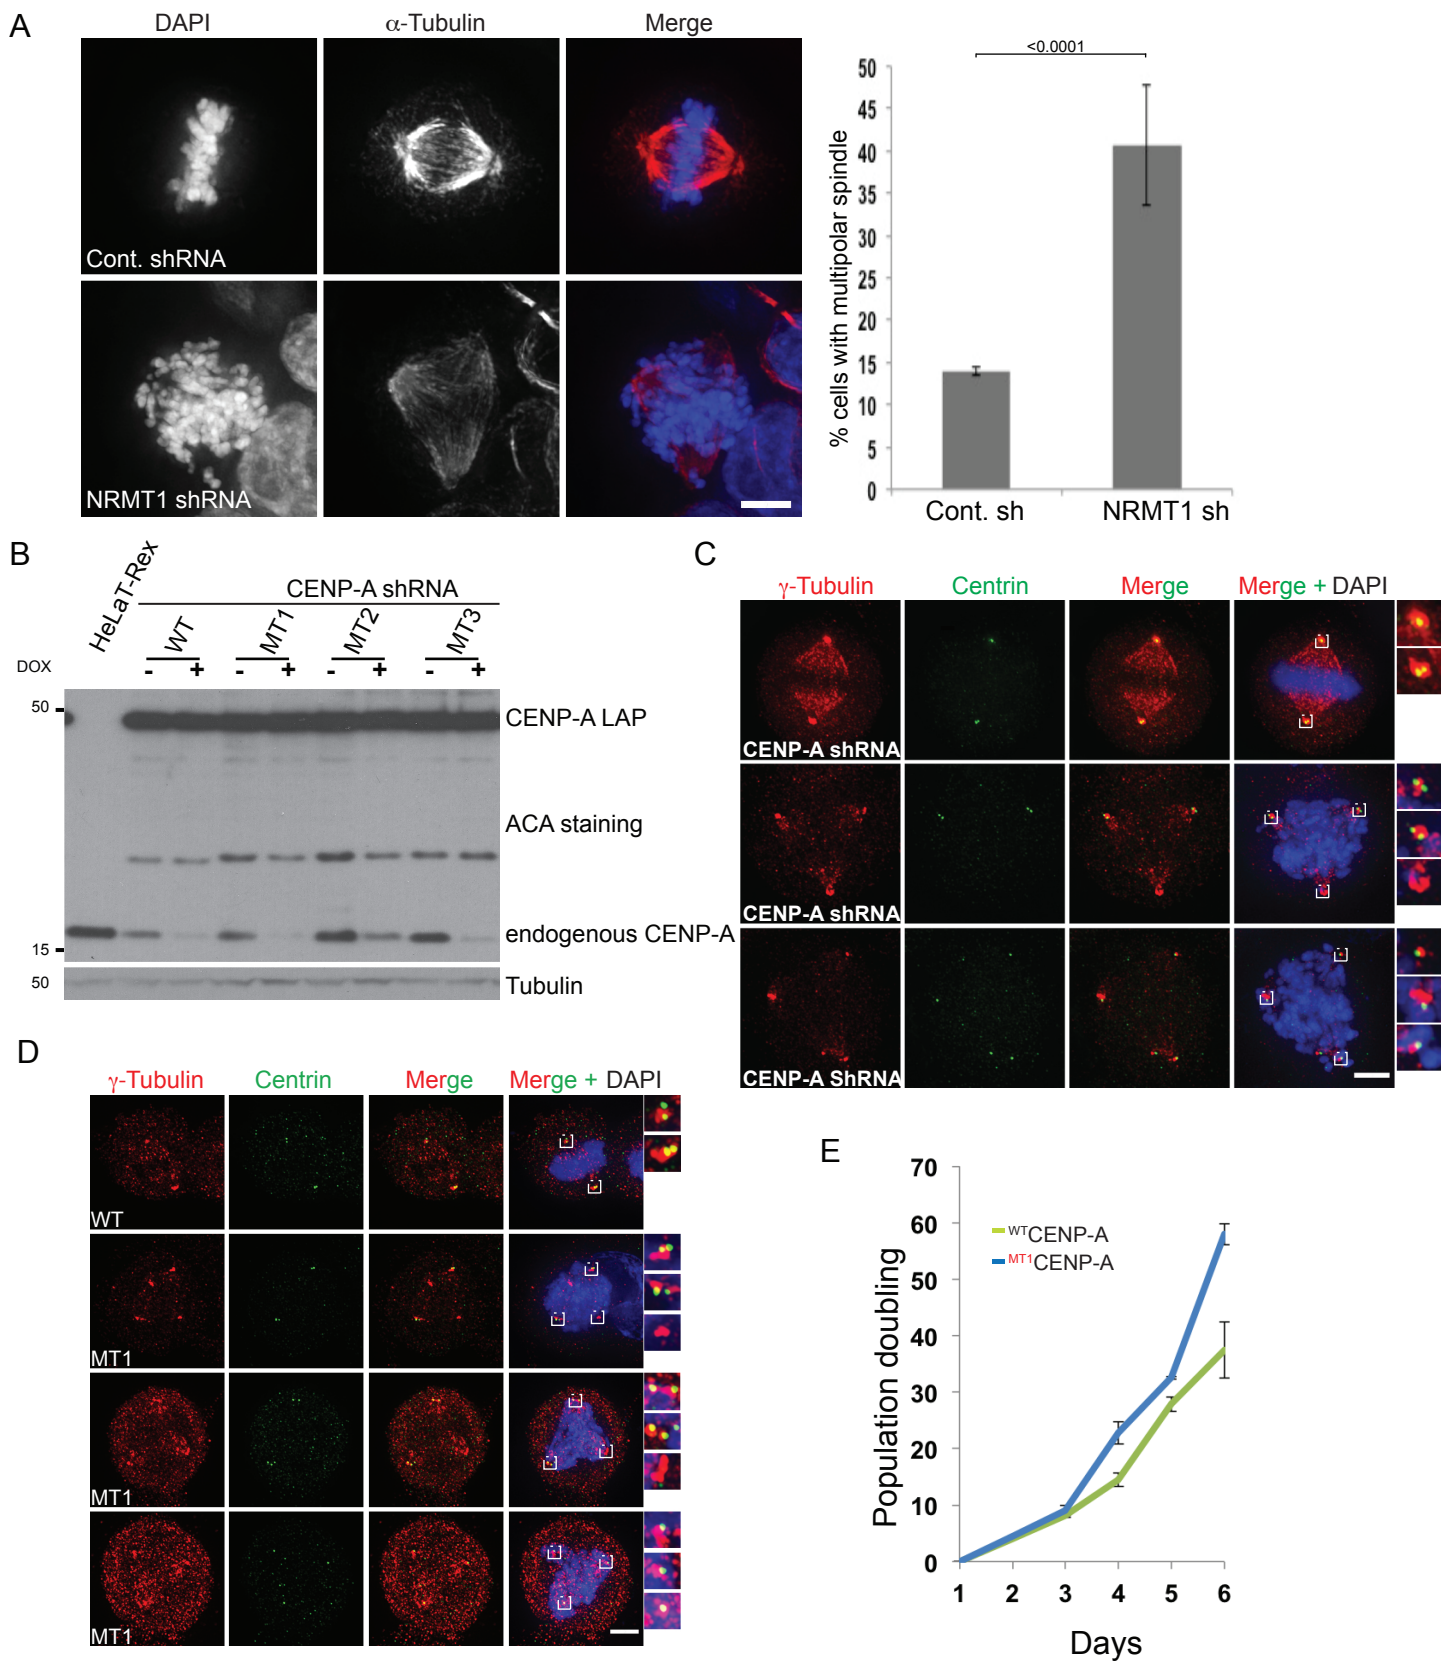 A
DAPI
α-Tubulin
Merge
Cont. shRNA
NRMT1 shRNA
<0.0001
% cells with multipolar spindle
50
45
40
35
30
25
20
15
10
5
0
Cont. sh
NRMT1 sh
B
HeLaT-Rex
CENP-A shRNA
WT
MT1
MT2
MT3
DOX
- + - + - + - +
50
CENP-A LAP
ACA staining
endogenous CENP-A
15
50
Tubulin
C
γ-Tubulin
Centrin
Merge
Merge + DAPI
CENP-A shRNA
CENP-A shRNA
CENP-A ShRNA
D
γ-Tubulin
Centrin
Merge
Merge + DAPI
WT
MT1
MT1
MT1
E
Population doubling
70
60
50
40
30
20
10
0
WTCENP-A
MT1CENP-A
1 2 3 4 5 6
Days